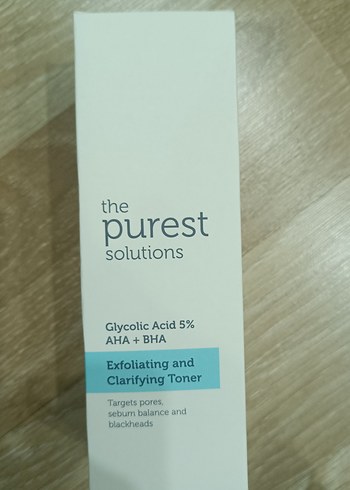 the
purest
solutions
Glycolic Acid 5%
AHA + BHA
Exfoliating and
Clarifying Toner
Targets pores,
sebum balance and
blackheads